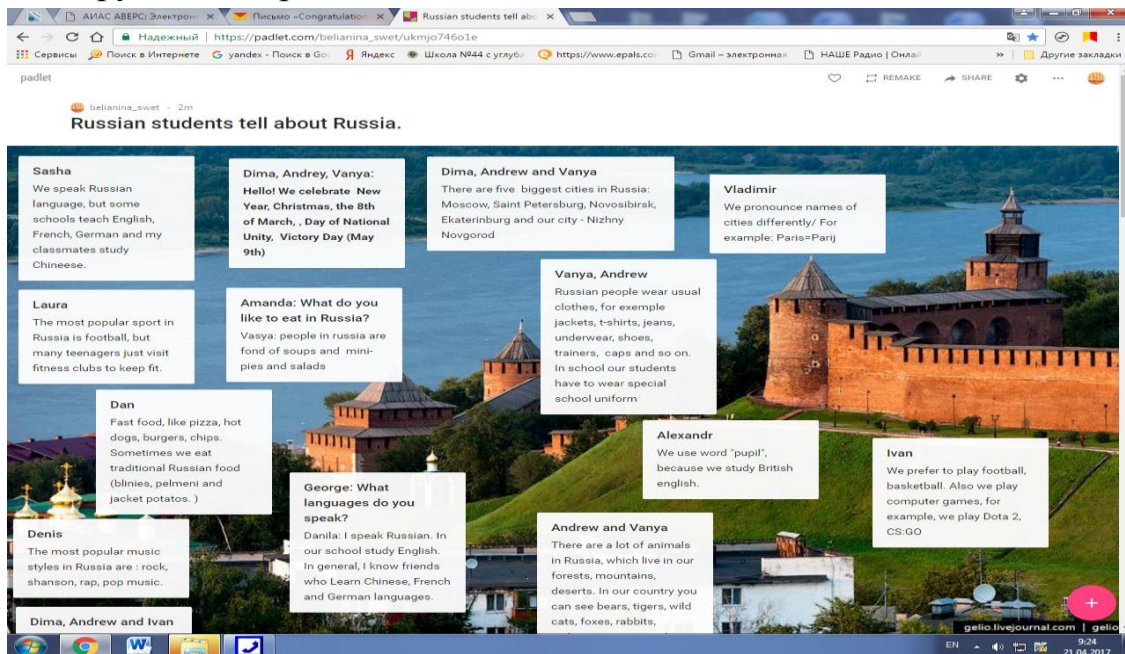 АИАС АВЕРС: Электрон
Письмо «Congratulation
Russian students tell abo
Надежный | https://padlet.com/belianina_swet/ukmjo746o1e
Сервисы
Поиск в Интернете
yandex - Поиск в Goo
Яндекс
Школа №44 с углубл
https://www.epals.com
Gmail – электронная
НАШЕ Радио | Онлай
»
Другие закладки
padlet
REMAKE
SHARE
belianina_swet - 2m
Russian students tell about Russia.
Sasha
We speak Russian
language, but some
schools teach English,
French, German and my
classmates study
Chineese.
Dima, Andrey, Vanya:
Hello! We celebrate New
Year, Christmas, the 8th
of March, , Day of National
Unity, Victory Day (May
9th)
Dima, Andrew and Vanya
There are five biggest cities in Russia:
Moscow, Saint Petersburg, Novosibirsk,
Ekaterinburg and our city - Nizhny
Novgorod
Vladimir
We pronounce names of
cities differently/ For
example: Paris=Parij
Laura
The most popular sport in
Russia is football, but
many teenagers just visit
fitness clubs to keep fit.
Amanda: What do you
like to eat in Russia?
Vasya: people in russia are
fond of soups and mini-
pies and salads
Vanya, Andrew
Russian people wear usual
clothes, for exemple
jackets, t-shirts, jeans,
underwear, shoes,
trainers, caps and so on.
In school our students
have to wear special
school uniform
Dan
Fast food, like pizza, hot
dogs, burgers, chips.
Sometimes we eat
traditional Russian food
(blinies, pelmeni and
jacket potatos. )
Alexandr
We use word "pupil",
because we study British
english.
Ivan
We prefer to play football,
basketball. Also we play
computer games, for
example, we play Dota 2,
CS:GO
George: What
languages do you
speak?
Danila: I speak Russian. In
our school study English.
In general, I know friends
who Learn Chinese, French
and German languages.
Denis
The most popular music
styles in Russia are : rock,
shanson, rap, pop music.
Andrew and Vanya
There are a lot of animals
in Russia, which live in our
forests, mountains,
deserts. In our country you
can see bears, tigers, wild
cats, foxes, rabbits,
Dima, Andrew and Ivan
gelio.livejournal.com | gelio
EN
9:24
21.04.2017